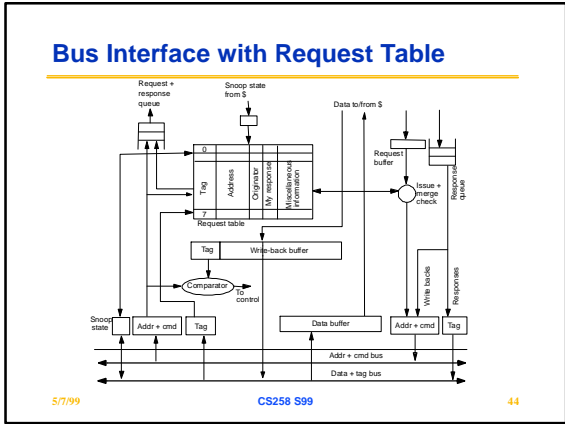 Bus Interface with Request Table
Request +
response
queue
Snoop state
from $
Data to/from $
0
Tag
Address
Originator
My response
Miscellaneous
information
7
Request table
Request
buffer
Issue +
merge
check
Response
queue
Tag
Write-back buffer
Comparator
To
control
Write backs
Responses
Snoop
state
Addr + cmd
Tag
Data buffer
Addr + cmd
Tag
Addr + cmd bus
Data + tag bus
5/7/99
CS258 S99
44